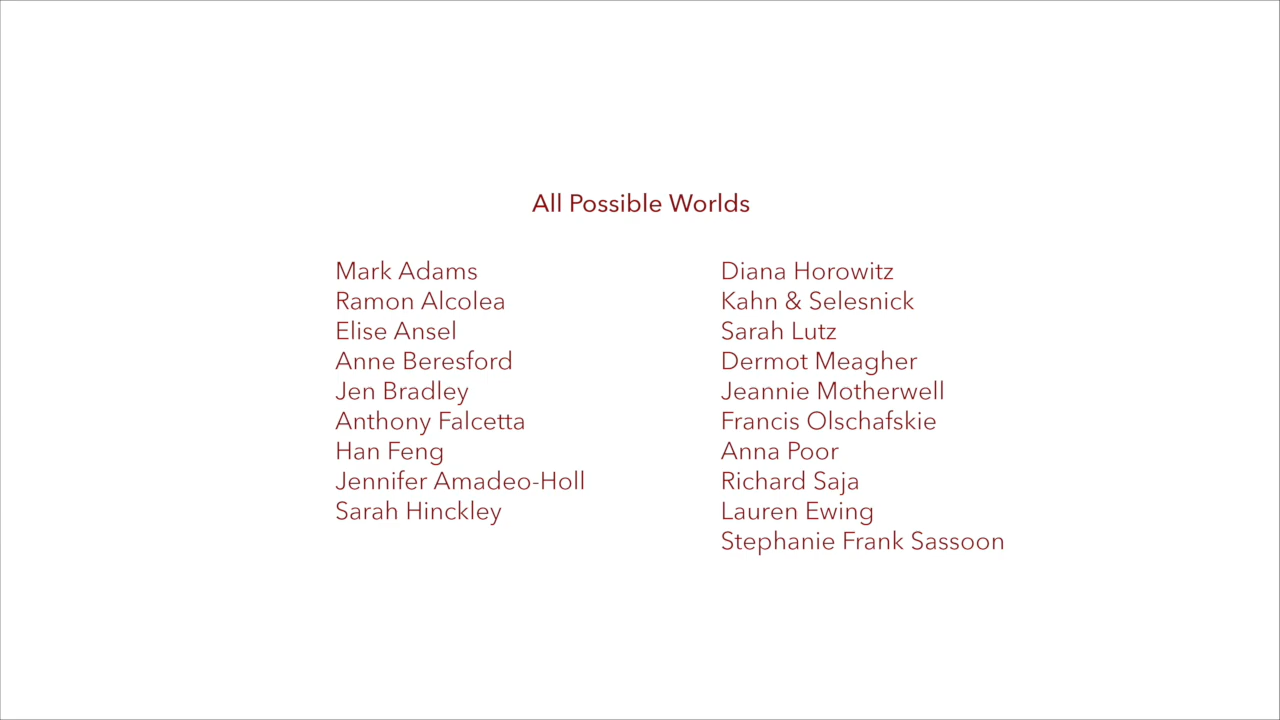 All Possible Worlds
Mark Adams
Ramon Alcolea
Elise Ansel
Anne Beresford
Jen Bradley
Anthony Falcetta
Han Feng
Jennifer Amadeo-Holl
Sarah Hinckley
Diana Horowitz
Kahn & Selesnick
Sarah Lutz
Dermot Meagher
Jeannie Motherwell
Francis Olschafskie
Anna Poor
Richard Saja
Lauren Ewing
Stephanie Frank Sassoon